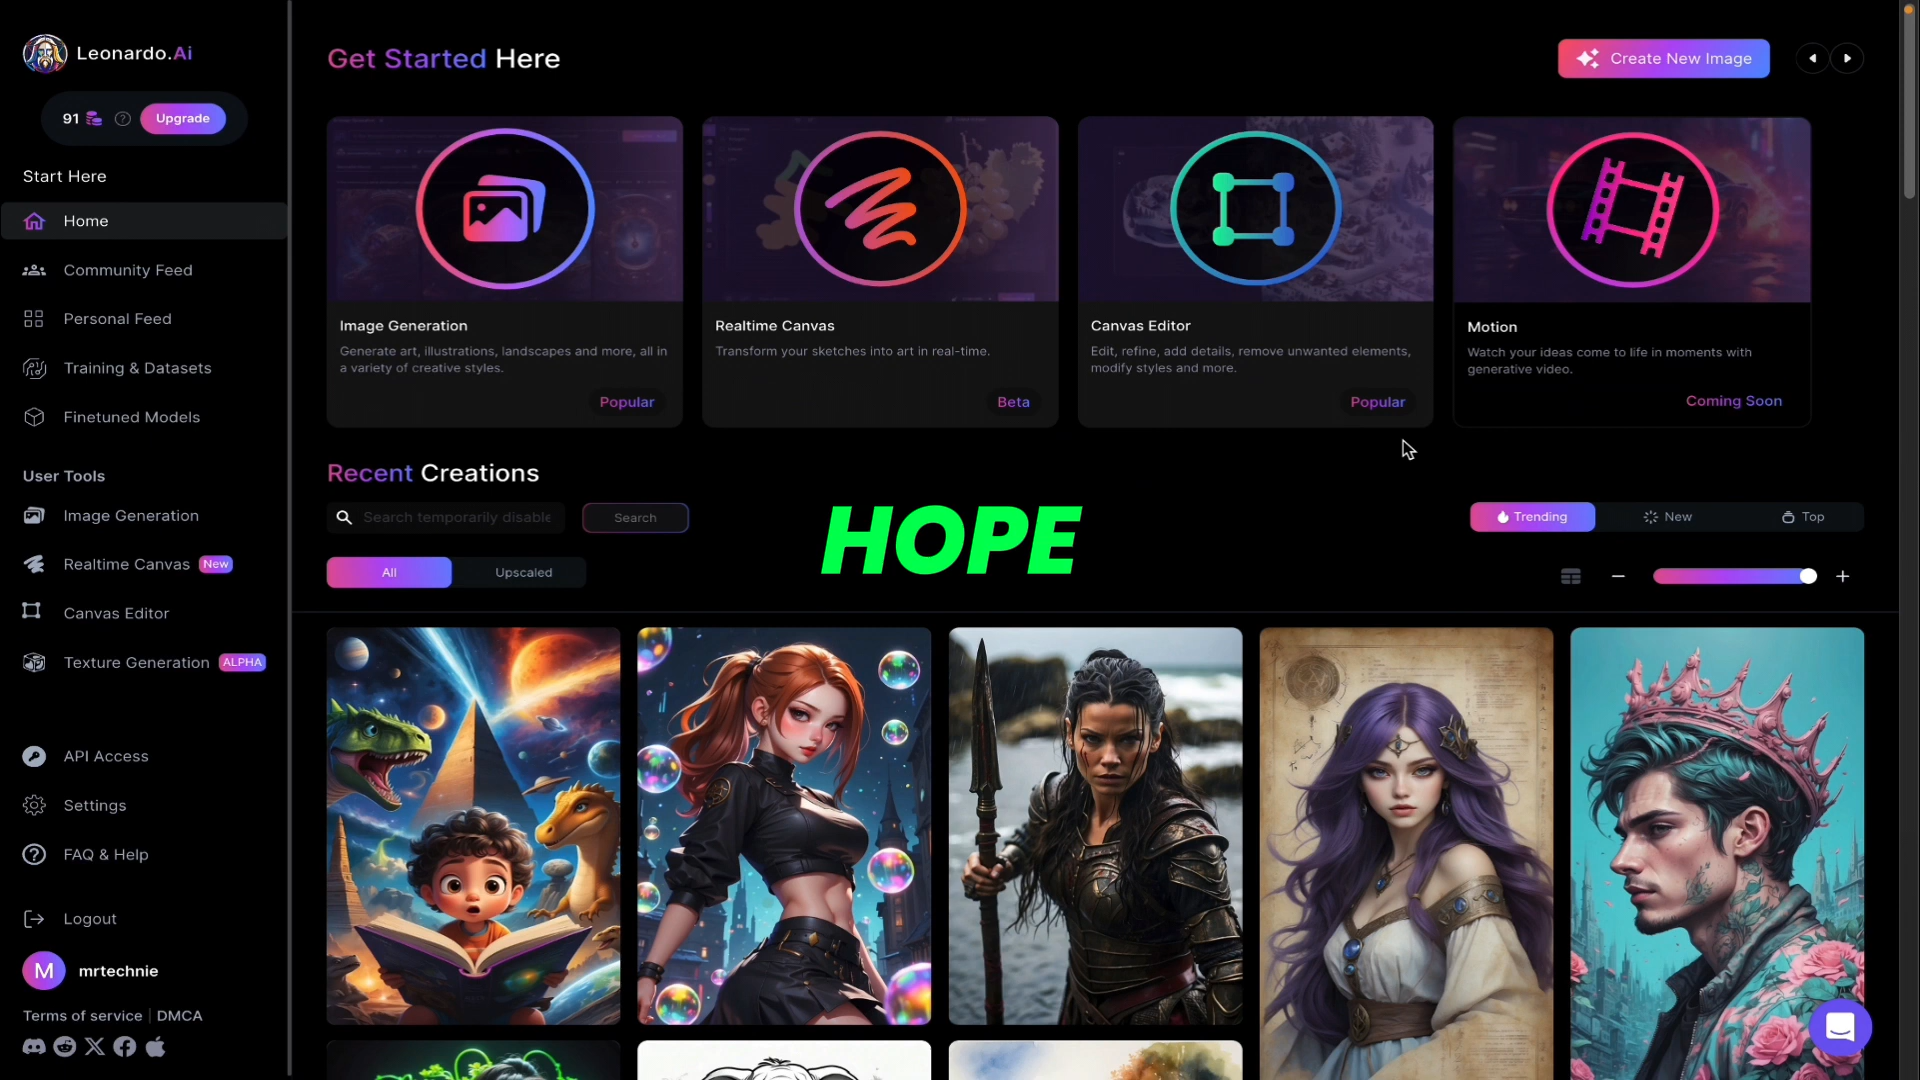 Leonardo.Ai
91
Upgrade
Start Here
Home
Community Feed
Personal Feed
Training & Datasets
Finetuned Models
User Tools
Image Generation
Realtime Canvas New
Canvas Editor
Texture Generation ALPHA
API Access
Settings
FAQ & Help
Logout
M mrtechnie
Terms of service | DMCA
Get Started Here
Create New Image
Image Generation
Generate art, illustrations, landscapes and more, all in
a variety of creative styles.
Popular
Realtime Canvas
Transform your sketches into art in real-time.
Beta
Canvas Editor
Edit, refine, add details, remove unwanted elements,
modify styles and more.
Popular
Motion
Watch your ideas come to life in moments with
generative video.
Coming Soon
Recent Creations
Search temporarily disable
Search
HOPE
Trending
New
Top
All
Upscaled